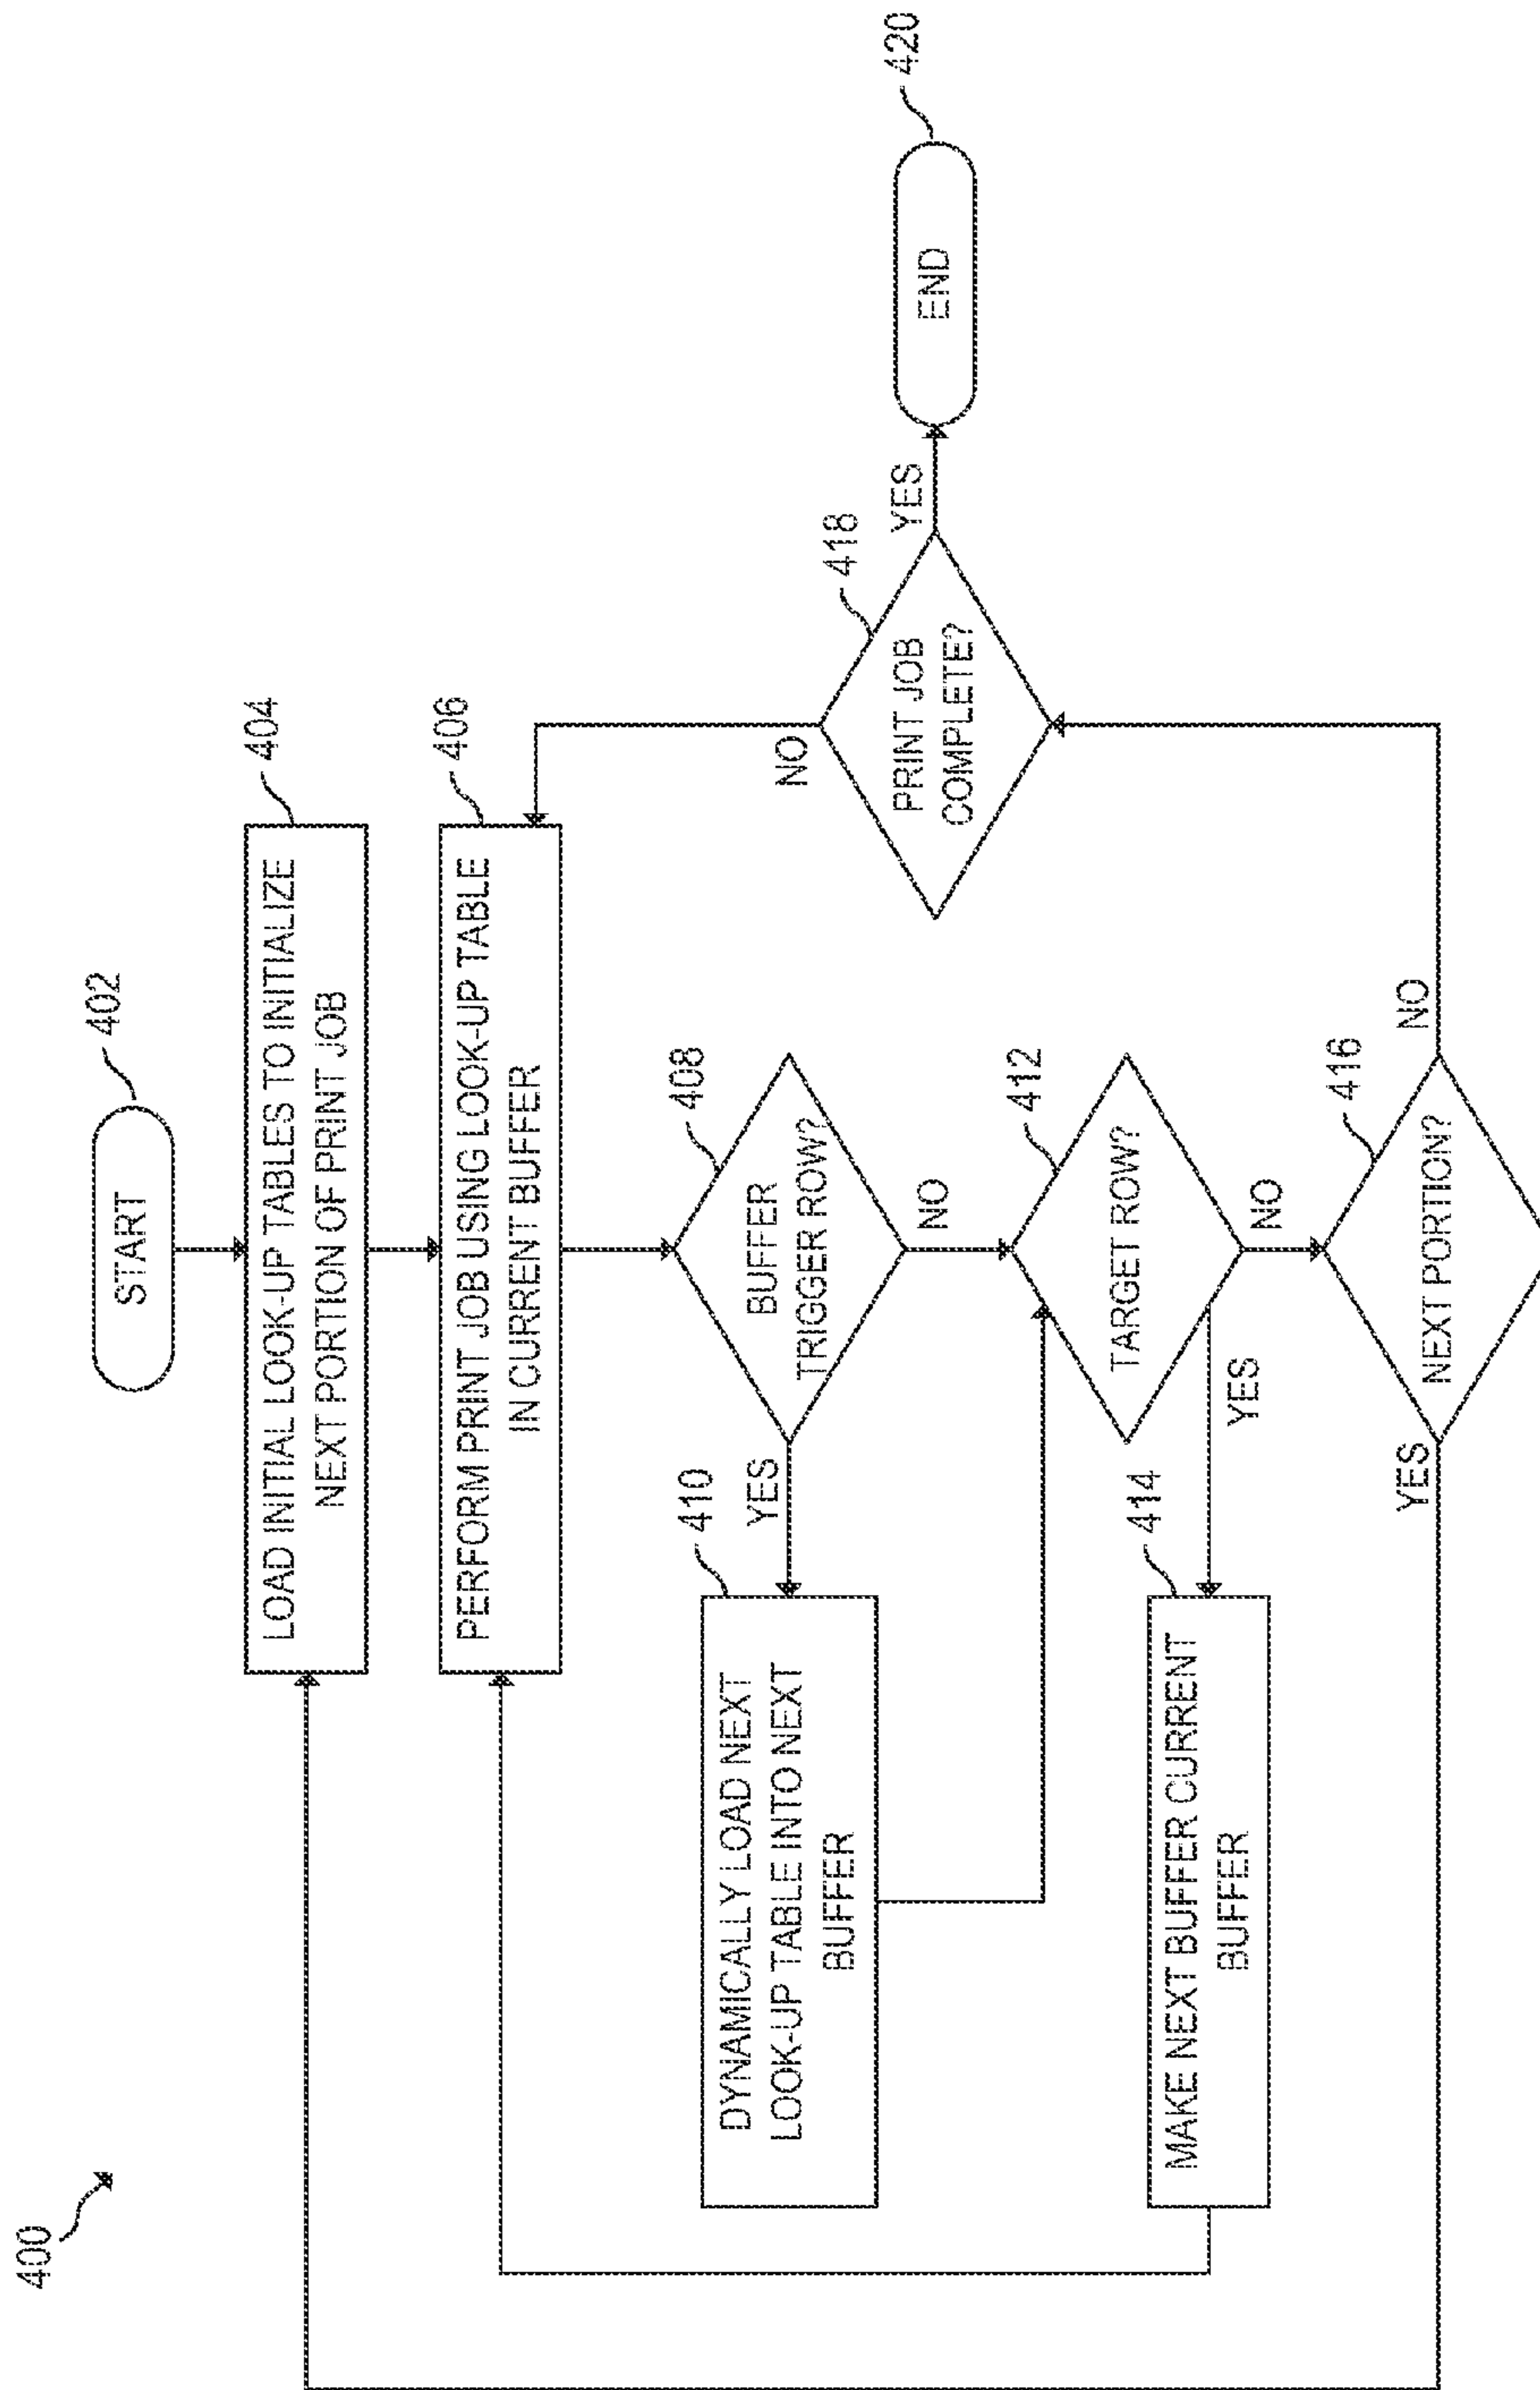 400
START
402
LOAD INITIAL LOOK-UP TABLES TO INITIALIZE
NEXT PORTION OF PRINT JOB
404
PERFORM PRINT JOB USING LOOK-UP TABLE
IN CURRENT BUFFER
406
BUFFER
TRIGGER ROW?
408
YES
NO
DYNAMICALLY LOAD NEXT
LOOK-UP TABLE INTO NEXT
BUFFER
410
TARGET ROW?
412
YES
NO
MAKE NEXT BUFFER CURRENT
BUFFER
414
NEXT PORTION?
416
YES
NO
PRINT JOB
COMPLETE?
418
NO
YES
END
420